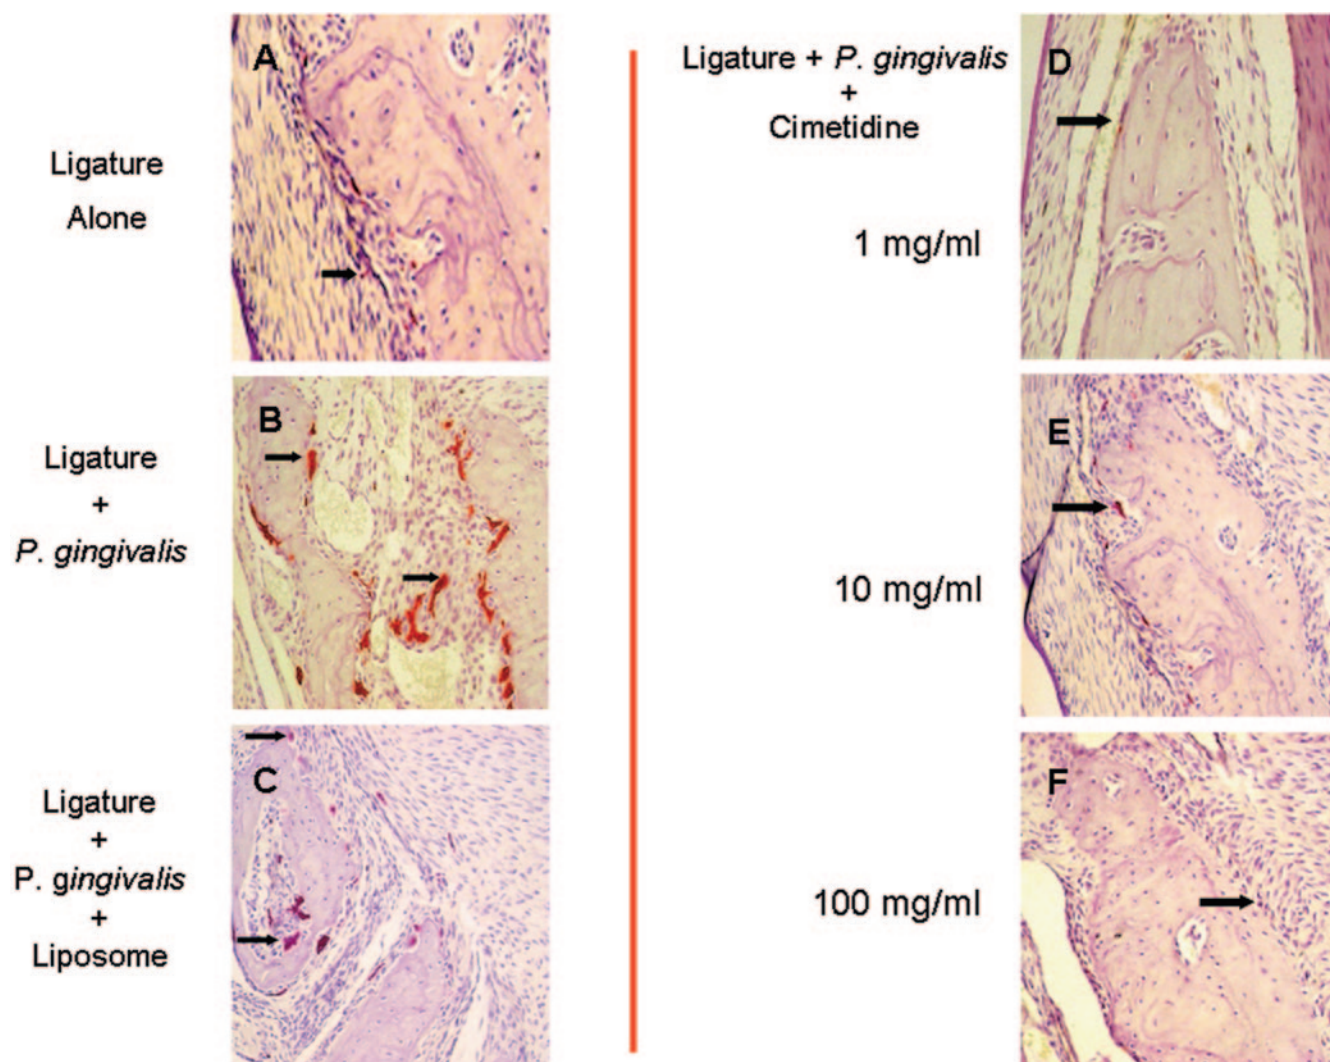 A
Ligature
Alone
B
Ligature
+
P. gingivalis
C
Ligature
+
P. gingivalis
+
Liposome
Ligature + P. gingivalis
+
Cimetidine
D
1 mg/ml
E
10 mg/ml
F
100 mg/ml